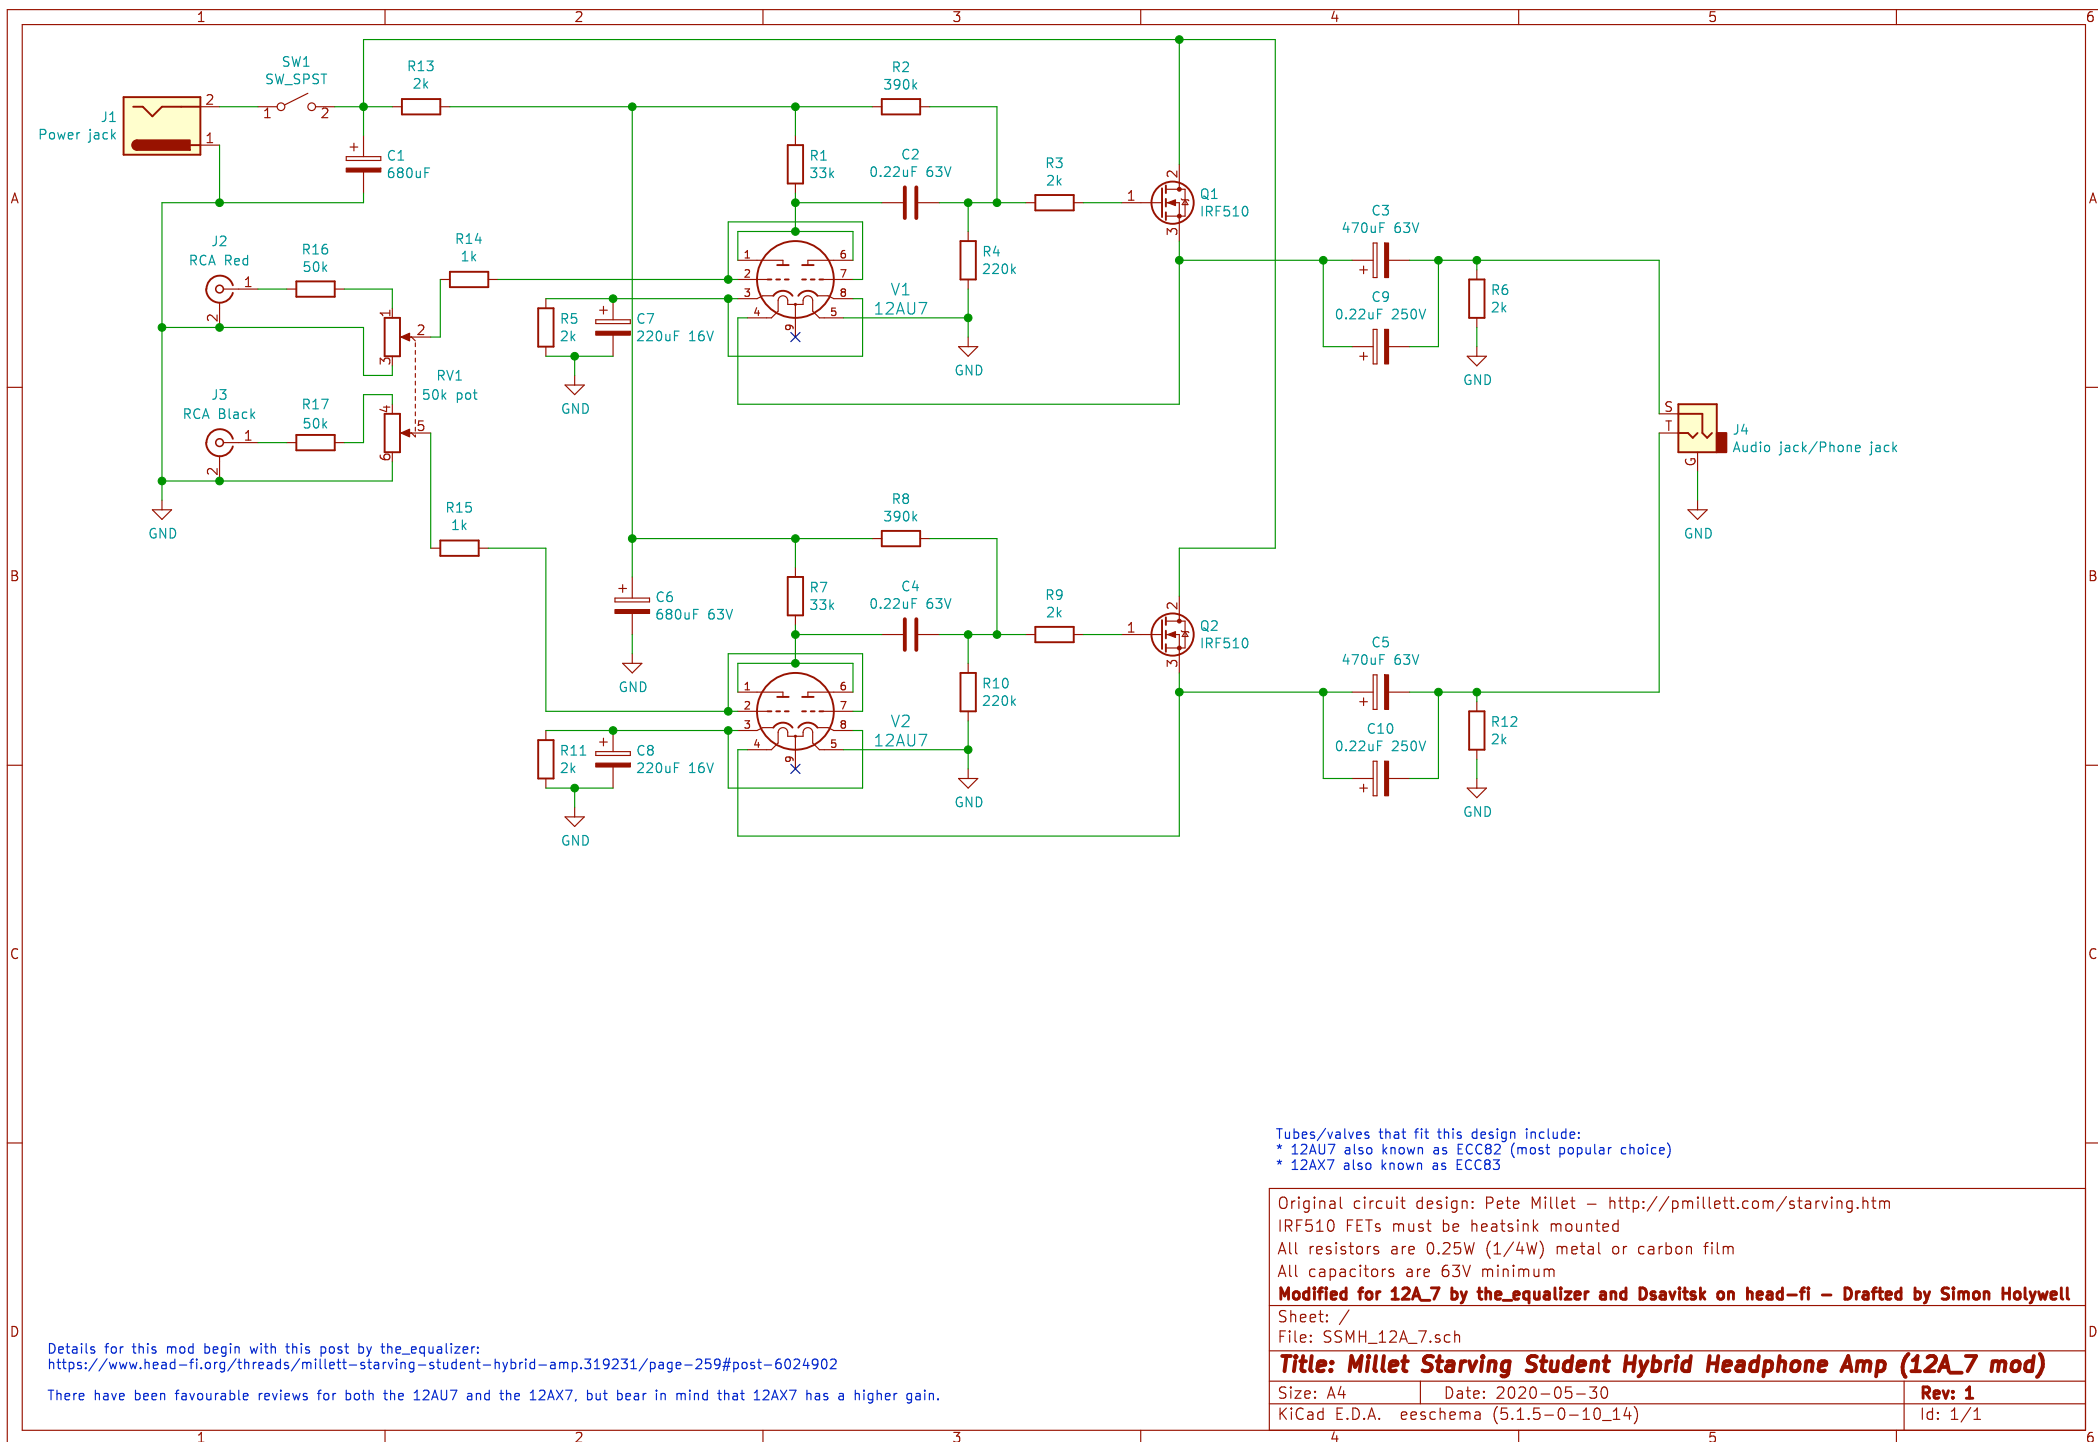 1
2
3
4
5
6
A
B
C
D
SW1
SW_SPST
1
2
J1
Power jack
2
1
R13
2k
C1
680uF
+
R2
390k
R1
33k
C2
0.22uF 63V
R3
2k
1
2
3
Q1
IRF510
R4
220k
GND
J2
RCA Red
1
2
R16
50k
R14
1k
1
2
3
RV1
50k pot
4
5
6
J3
RCA Black
1
2
R17
50k
GND
R15
1k
R5
2k
+
C7
220uF 16V
GND
1
2
3
4
6
7
8
5
9
V1
12AU7
C3
470uF 63V
+
C9
0.22uF 250V
+
R6
2k
GND
S
T
G
J4
Audio jack/Phone jack
GND
R8
390k
+
C6
680uF 63V
GND
R7
33k
C4
0.22uF 63V
R9
2k
1
2
3
Q2
IRF510
R10
220k
GND
R11
2k
+
C8
220uF 16V
GND
1
2
3
4
6
7
8
5
9
V2
12AU7
C5
470uF 63V
+
C10
0.22uF 250V
+
R12
2k
GND
Tubes/valves that fit this design include:
* 12AU7 also known as ECC82 (most popular choice)
* 12AX7 also known as ECC83
Original circuit design: Pete Millet – http://pmillett.com/starving.htm
IRF510 FETs must be heatsink mounted
All resistors are 0.25W (1/4W) metal or carbon film
All capacitors are 63V minimum
Modified for 12A_7 by the_equalizer and Dsavitsk on head-fi – Drafted by Simon Holywell
Sheet: /
File: SSMH_12A_7.sch
Title: Millet Starving Student Hybrid Headphone Amp (12A_7 mod)
Size: A4
Date: 2020-05-30
Rev: 1
KiCad E.D.A. eeschema (5.1.5-0-10_14)
Id: 1/1
Details for this mod begin with this post by the_equalizer:
https://www.head-fi.org/threads/millett-starving-student-hybrid-amp.319231/page-259#post-6024902
There have been favourable reviews for both the 12AU7 and the 12AX7, but bear in mind that 12AX7 has a higher gain.
A
B
C
D
1
2
3
4
5
6